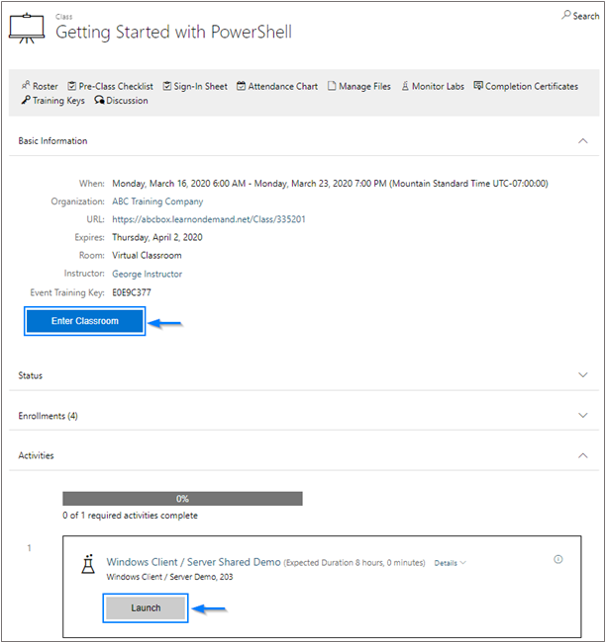 Class
Getting Started with PowerShell
Search
Roster Pre-Class Checklist Sign-In Sheet Attendance Chart Manage Files Monitor Labs Completion Certificates
Training Keys Discussion
Basic Information
When: Monday, March 16, 2020 6:00 AM - Monday, March 23, 2020 7:00 PM (Mountain Standard Time UTC-07:00:00)
Organization: ABC Training Company
URL: https://abcbox.learnondemand.net/Class/335201
Expires: Thursday, April 2, 2020
Room: Virtual Classroom
Instructor: George Instructor
Event Training Key: E0E9C377
Enter Classroom
Status
Enrollments (4)
Activities
0%
0 of 1 required activities complete
1
Windows Client / Server Shared Demo (Expected Duration 8 hours, 0 minutes) Details
Windows Client / Server Demo, 203
Launch